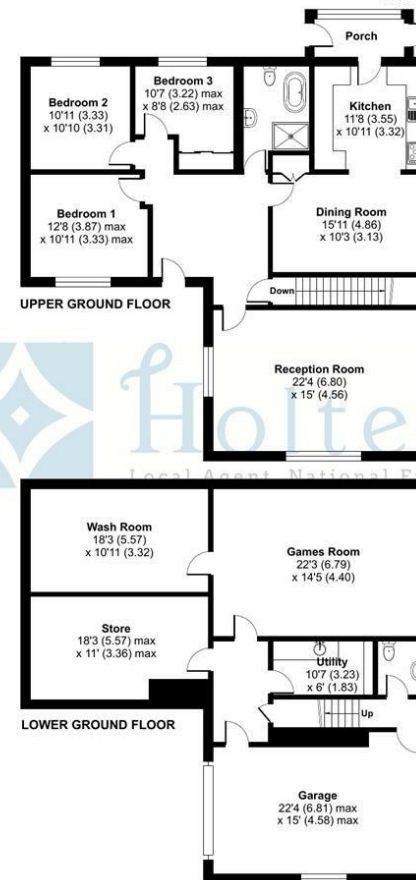 Porch
Bedroom 3
10'7 (3.22) max
x 8'8 (2.63) max
Bedroom 2
10'11 (3.33)
x 10'10 (3.31)
Kitchen
11'8 (3.55)
x 10'11 (3.32)
Bedroom 1
12'8 (3.87) max
x 10'11 (3.33) max
Dining Room
15'11 (4.86)
x 10'3 (3.13)
Down
UPPER GROUND FLOOR
Reception Room
22'4 (6.80)
x 15' (4.56)
Holte
Local Agent, National E
Wash Room
18'3 (5.57)
x 10'11 (3.32)
Games Room
22'3 (6.79)
x 14'5 (4.40)
Store
18'3 (5.57) max
x 11' (3.36) max
Utility
10'7 (3.23)
x 6' (1.83)
Up
LOWER GROUND FLOOR
Garage
22'4 (6.81) max
x 15' (4.58) max